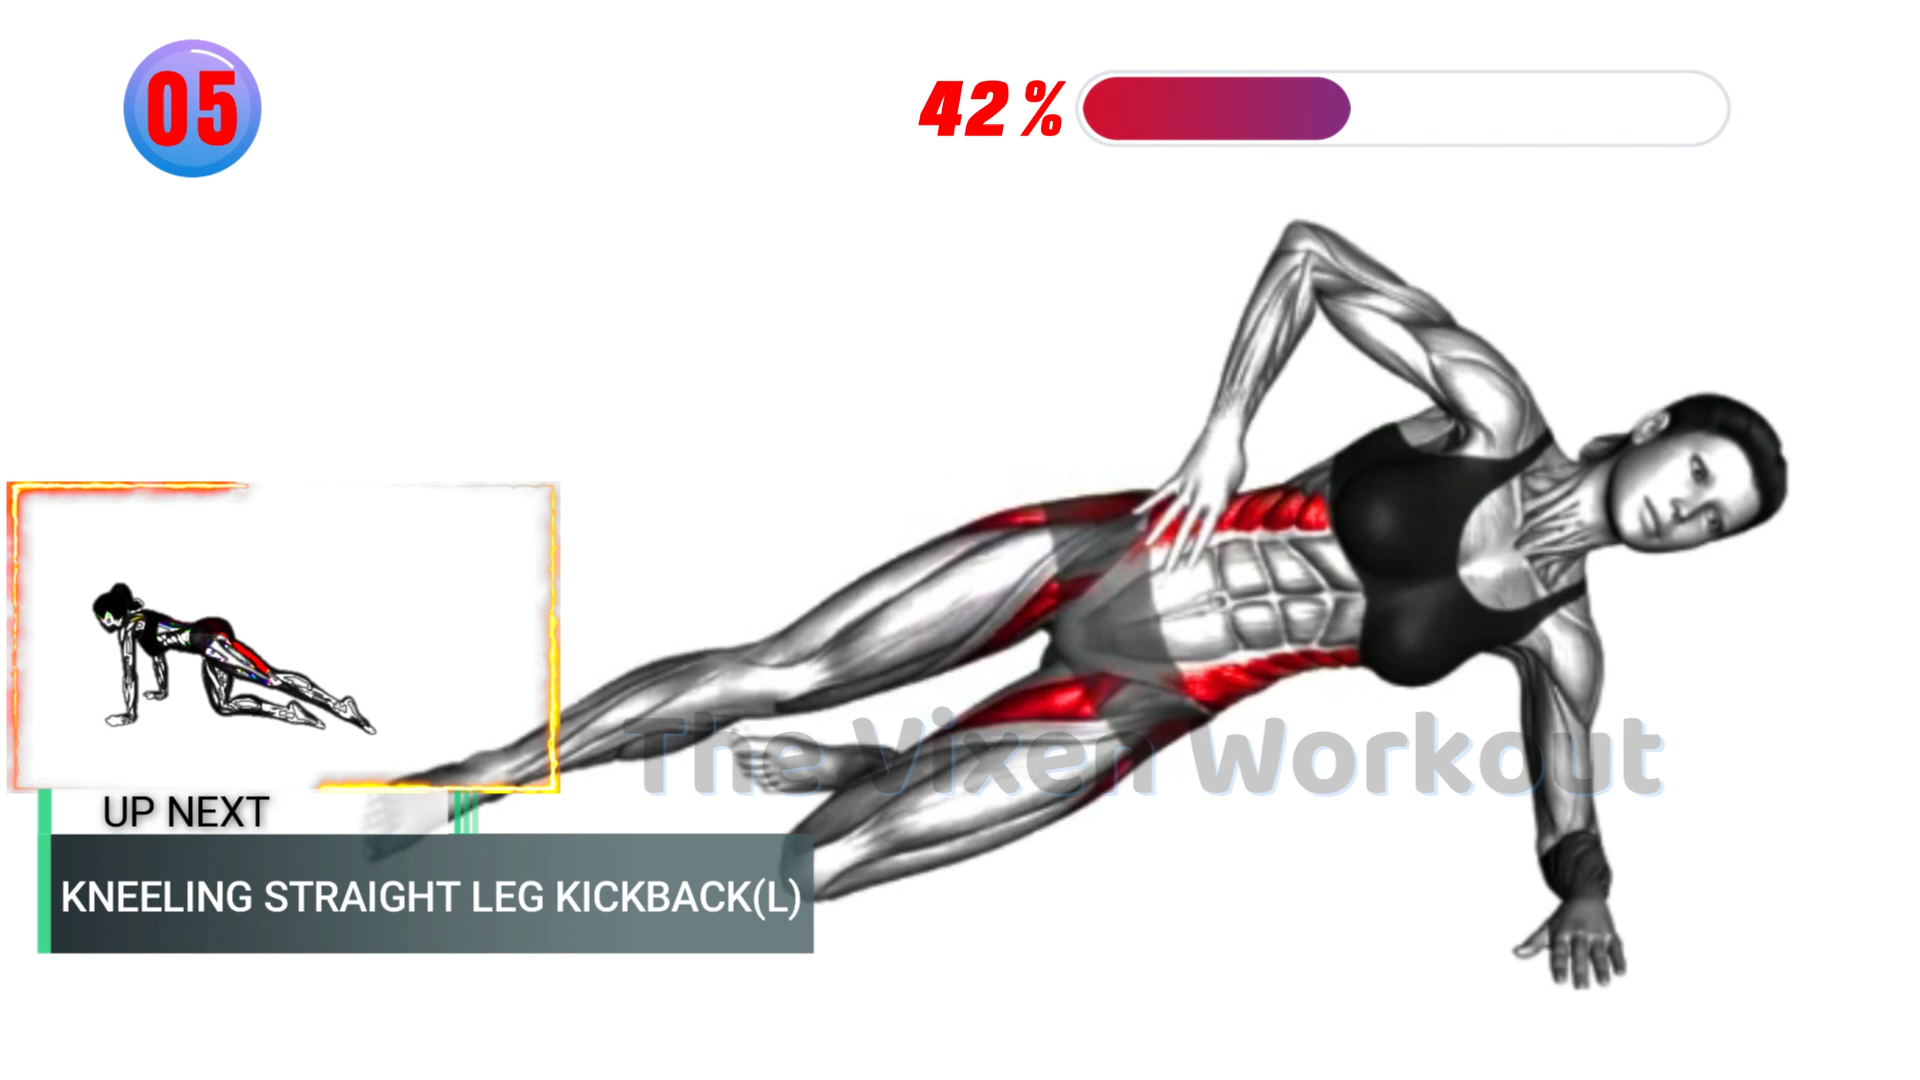 05
42%
The Vixen Workout
UP NEXT
KNEELING STRAIGHT LEG KICKBACK(L)